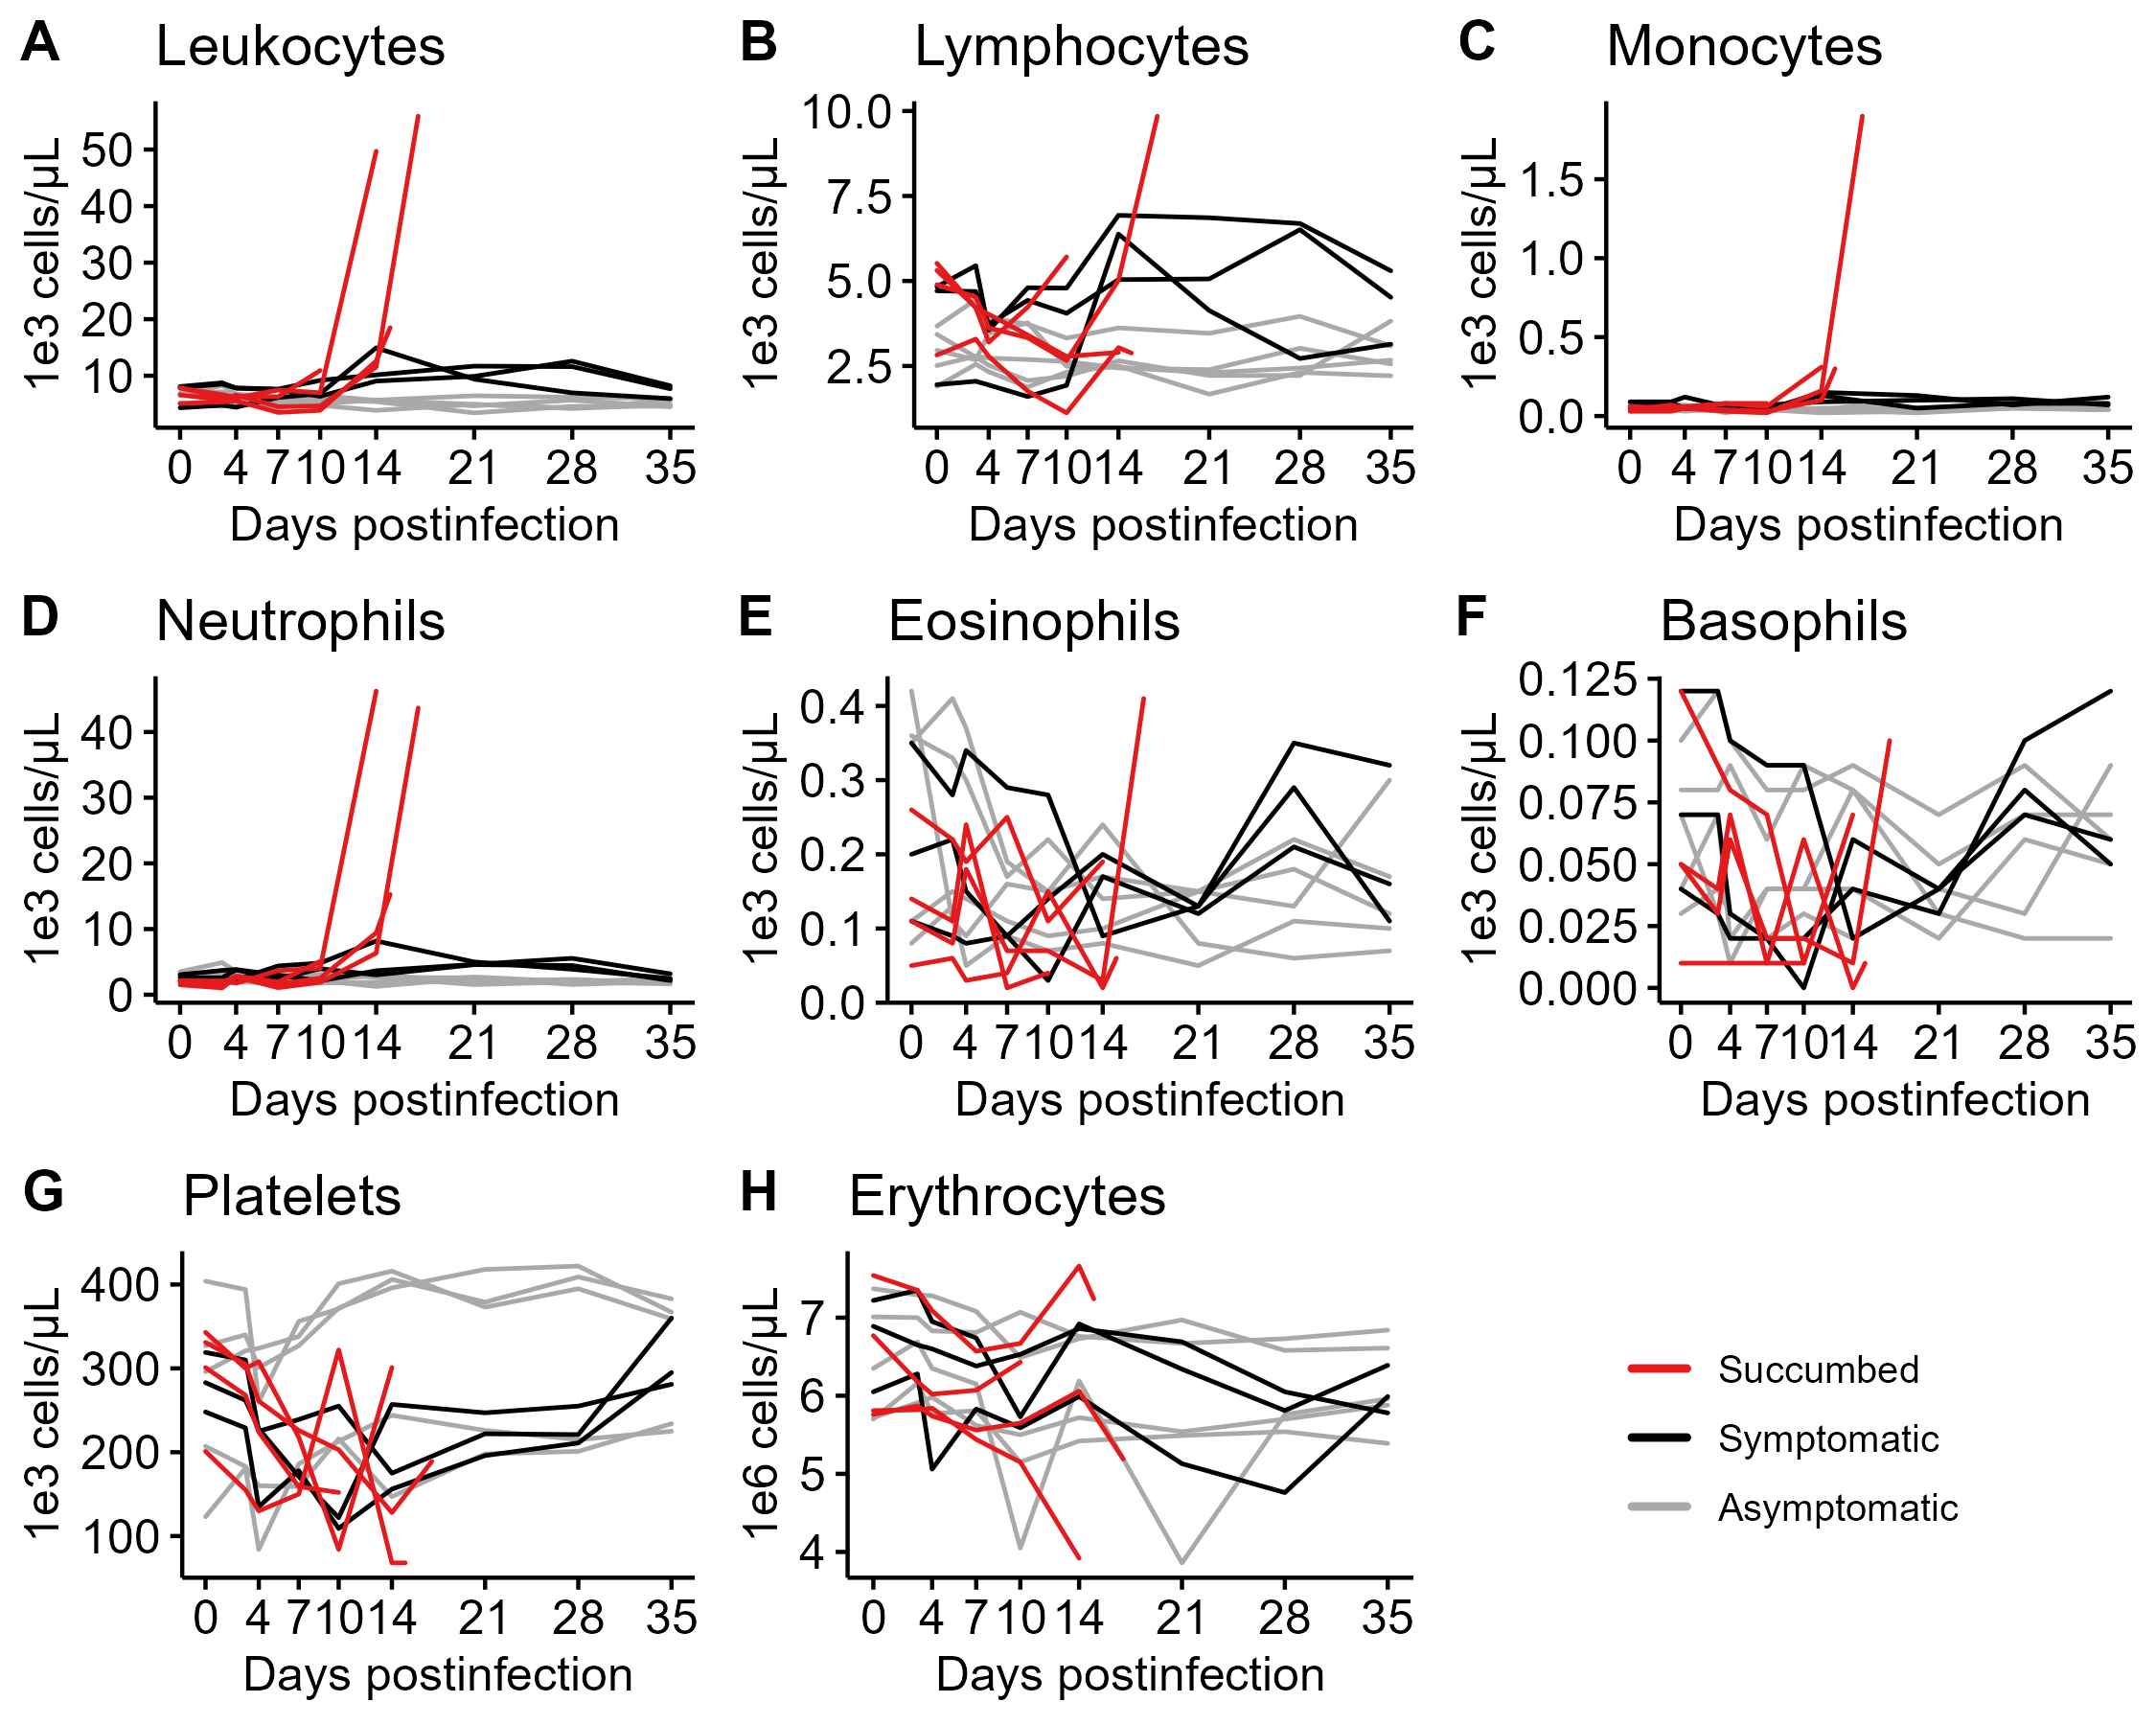 A Leukocytes
1e3 cells/µL
50
40
30
20
10
0 4 7 10 14 21 28 35
Days postinfection
B Lymphocytes
1e3 cells/µL
10.0
7.5
5.0
2.5
0 4 7 10 14 21 28 35
Days postinfection
C Monocytes
1e3 cells/µL
1.5
1.0
0.5
0.0
0 4 7 10 14 21 28 35
Days postinfection
D Neutrophils
1e3 cells/µL
40
30
20
10
0
0 4 7 10 14 21 28 35
Days postinfection
E Eosinophils
1e3 cells/µL
0.4
0.3
0.2
0.1
0.0
0 4 7 10 14 21 28 35
Days postinfection
F Basophils
1e3 cells/µL
0.125
0.100
0.075
0.050
0.025
0.000
0 4 7 10 14 21 28 35
Days postinfection
G Platelets
1e3 cells/µL
400
300
200
100
0 4 7 10 14 21 28 35
Days postinfection
H Erythrocytes
1e6 cells/µL
7
6
5
4
0 4 7 10 14 21 28 35
Days postinfection
Succumbed
Symptomatic
Asymptomatic